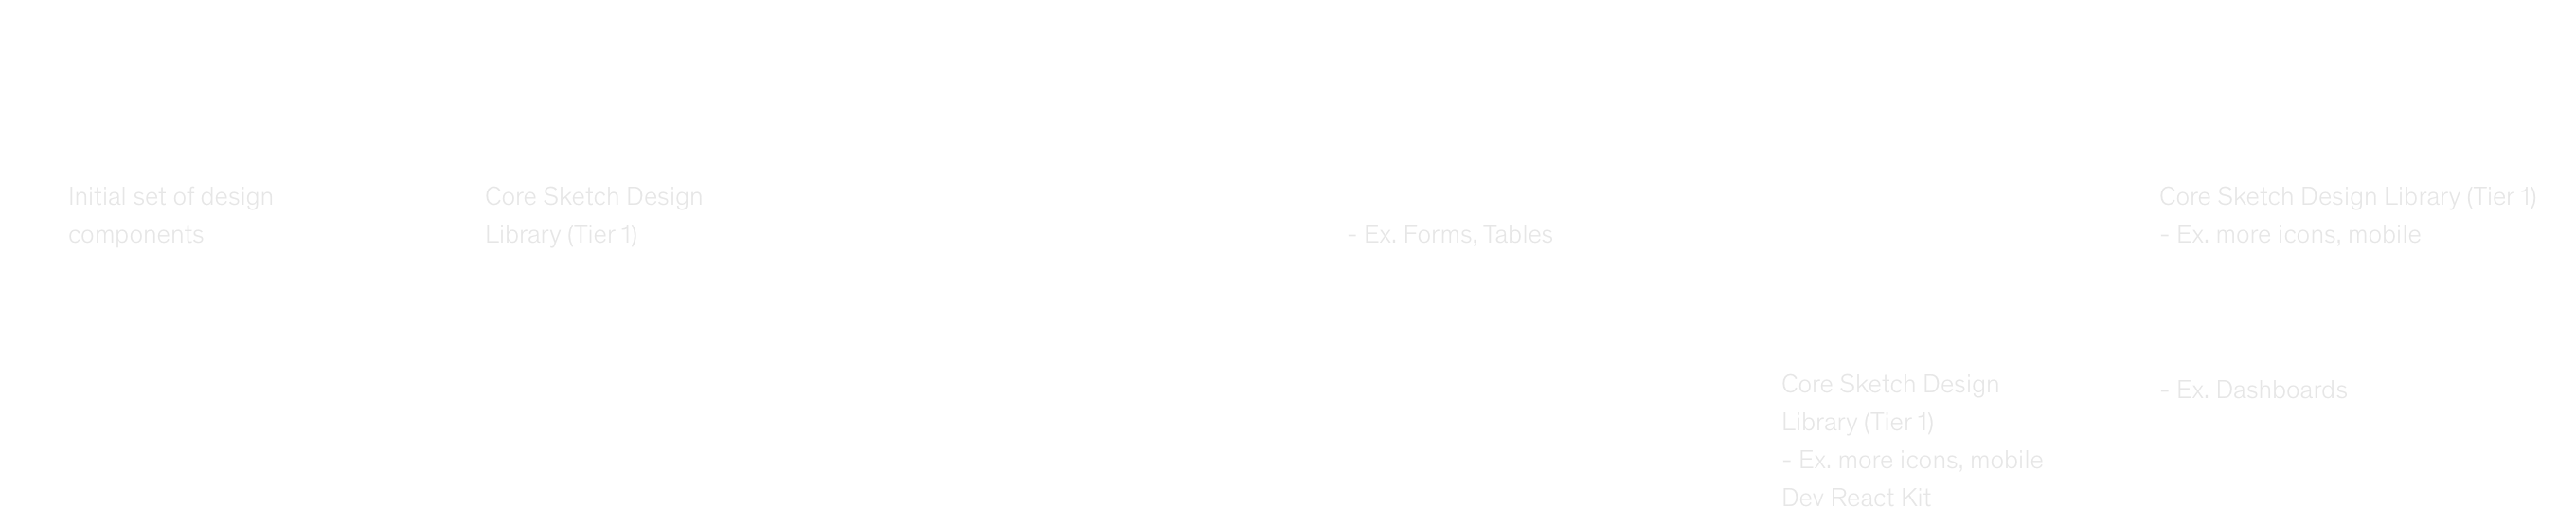 Initial set of design
components
Core Sketch Design
Library (Tier 1)
- Ex. Forms, Tables
Core Sketch Design
Library (Tier 1)
- Ex. more icons, mobile
Dev React Kit
Core Sketch Design Library (Tier 1)
- Ex. more icons, mobile
- Ex. Dashboards